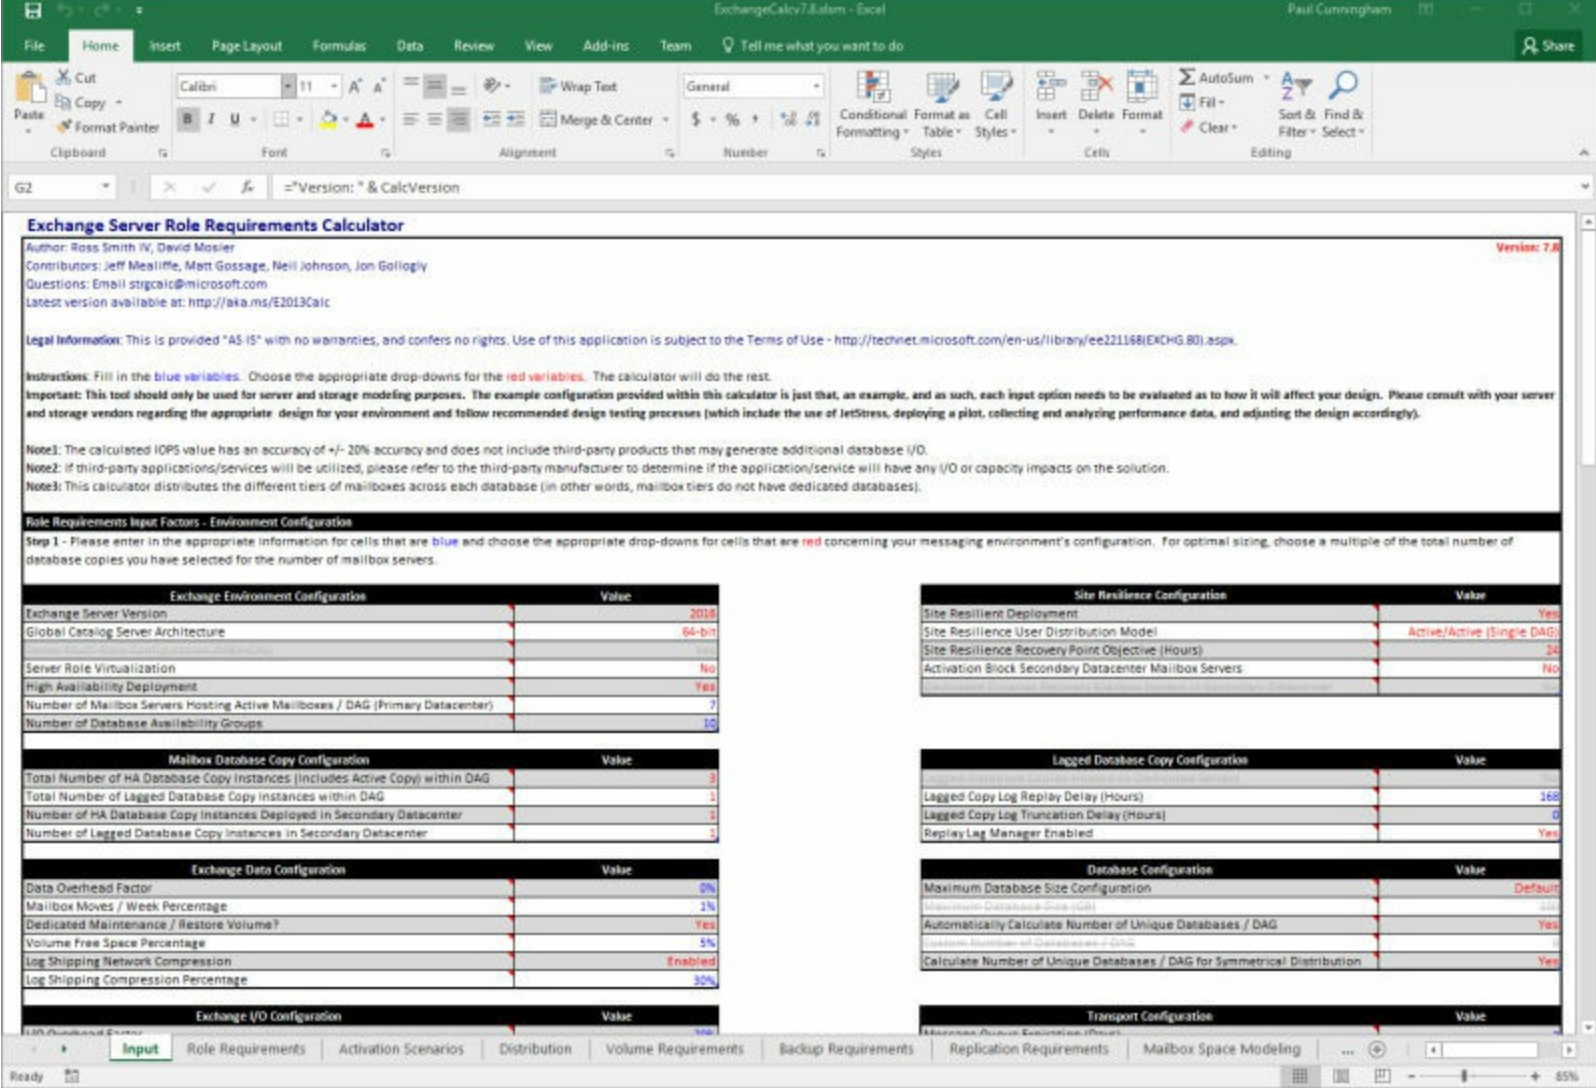 ExchangeCalcv7.8.xlsm - Excel
Paul Cunningham
File Home Insert Page Layout Formulas Data Review View Add-ins Team Tell me what you want to do Share
Paste
Cut
Copy
Format Painter
Clipboard
Calibri 11
B I U
Font
Wrap Text
Merge & Center
Alignment
General
$ % ,
Number
Conditional Formatting
Format as Table
Cell Styles
Styles
Insert Delete Format
Cells
AutoSum
Fill
Clear
Sort & Filter
Find & Select
Editing
G2 fx ="Version: " & CalcVersion
Exchange Server Role Requirements Calculator
Author: Ross Smith IV, David Mosier
Version: 7.8
Contributors: Jeff Mealiffe, Matt Gossage, Neil Johnson, Jon Gollogly
Questions: Email strgcalc@microsoft.com
Latest version available at: http://aka.ms/E2013Calc
Legal Information: This is provided "AS IS" with no warranties, and confers no rights. Use of this application is subject to the Terms of Use - http://technet.microsoft.com/en-us/library/ee221168(EXCHG.80).aspx.
Instructions: Fill in the blue variables. Choose the appropriate drop-downs for the red variables. The calculator will do the rest.
Important: This tool should only be used for server and storage modeling purposes. The example configuration provided within this calculator is just that, an example, and as such, each input option needs to be evaluated as to how it will affect your design. Please consult with your server
and storage vendors regarding the appropriate design for your environment and follow recommended design testing processes (which include the use of JetStress, deploying a pilot, collecting and analyzing performance data, and adjusting the design accordingly).
Note1: The calculated IOPS value has an accuracy of +/- 20% accuracy and does not include third-party products that may generate additional database I/O.
Note2: If third-party applications/services will be utilized, please refer to the third-party manufacturer to determine if the application/service will have any I/O or capacity impacts on the solution.
Note3: This calculator distributes the different tiers of mailboxes across each database (in other words, mailbox tiers do not have dedicated databases).
Role Requirements Input Factors - Environment Configuration
Step 1 - Please enter in the appropriate information for cells that are blue and choose the appropriate drop-downs for cells that are red concerning your messaging environment's configuration. For optimal sizing, choose a multiple of the total number of
database copies you have selected for the number of mailbox servers.
Exchange Environment Configuration Value
Exchange Server Version 2016
Global Catalog Server Architecture 64-bit
Server Role Virtualization No
High Availability Deployment Yes
Number of Mailbox Servers Hosting Active Mailboxes / DAG (Primary Datacenter) 7
Number of Database Availability Groups 10
Site Resilience Configuration Value
Site Resilient Deployment Yes
Site Resilience User Distribution Model Active/Active (Single DAG)
Site Resilience Recovery Point Objective (Hours) 24
Activation Block Secondary Datacenter Mailbox Servers No
Mailbox Database Copy Configuration Value
Total Number of HA Database Copy Instances (Includes Active Copy) within DAG 3
Total Number of Lagged Database Copy Instances within DAG 1
Number of HA Database Copy Instances Deployed in Secondary Datacenter 1
Number of Lagged Database Copy Instances in Secondary Datacenter 1
Lagged Database Copy Configuration Value
Lagged Copy Log Replay Delay (Hours) 168
Lagged Copy Log Truncation Delay (Hours) 0
Replay Lag Manager Enabled Yes
Exchange Data Configuration Value
Data Overhead Factor 0%
Mailbox Moves / Week Percentage 1%
Dedicated Maintenance / Restore Volume? Yes
Volume Free Space Percentage 5%
Log Shipping Network Compression Enabled
Log Shipping Compression Percentage 30%
Database Configuration Value
Maximum Database Size Configuration Default
Maximum Database Size (GB)
Automatically Calculate Number of Unique Databases / DAG Yes
Custom Number of Databases / DAG
Calculate Number of Unique Databases / DAG for Symmetrical Distribution Yes
Exchange I/O Configuration Value
I/O Overhead Factor 20%
Transport Configuration Value
Message Queue Expiration (Days)
Input Role Requirements Activation Scenarios Distribution Volume Requirements Backup Requirements Replication Requirements Mailbox Space Modeling ...
Ready
85%